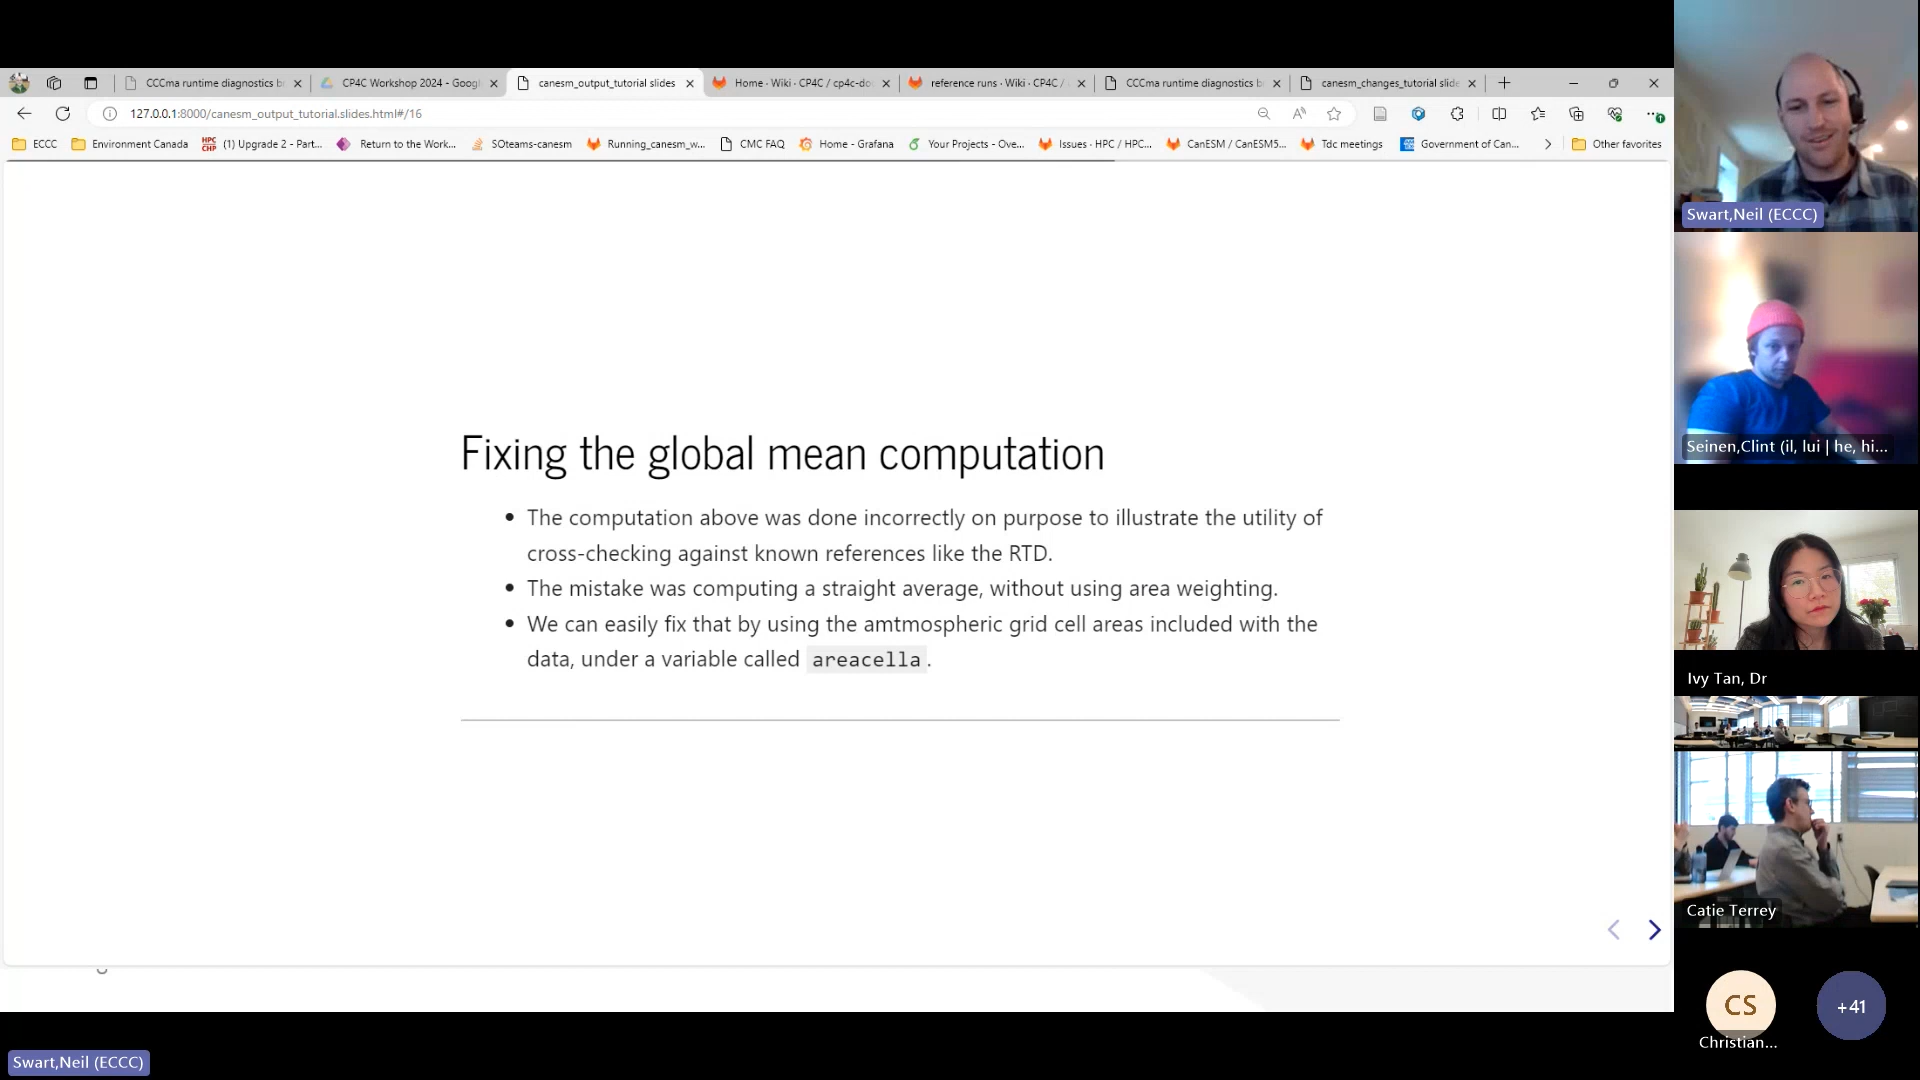 CCCma runtime diagnostics b
CP4C Workshop 2024 - Googl
canesm_output_tutorial slides
Home · Wiki · CP4C / cp4c-do
reference runs · Wiki · CP4C /
CCCma runtime diagnostics b
canesm_changes_tutorial slide
127.0.0.1:8000/canesm_output_tutorial.slides.html#/16
ECCC
Environment Canada
HPC CHP
(1) Upgrade 2 - Part...
Return to the Work...
SOteams-canesm
Running_canesm_w...
CMC FAQ
Home - Grafana
Your Projects - Ove...
Issues · HPC / HPC...
CanESM / CanESM5...
Tdc meetings
Government of Can...
Other favorites
Fixing the global mean computation
• The computation above was done incorrectly on purpose to illustrate the utility of
cross-checking against known references like the RTD.
• The mistake was computing a straight average, without using area weighting.
• We can easily fix that by using the amtmospheric grid cell areas included with the
data, under a variable called areacella.
Swart,Neil (ECCC)
Seinen,Clint (il, lui | he, hi...
Ivy Tan, Dr
Catie Terrey
CS
Christian...
+41
Swart,Neil (ECCC)